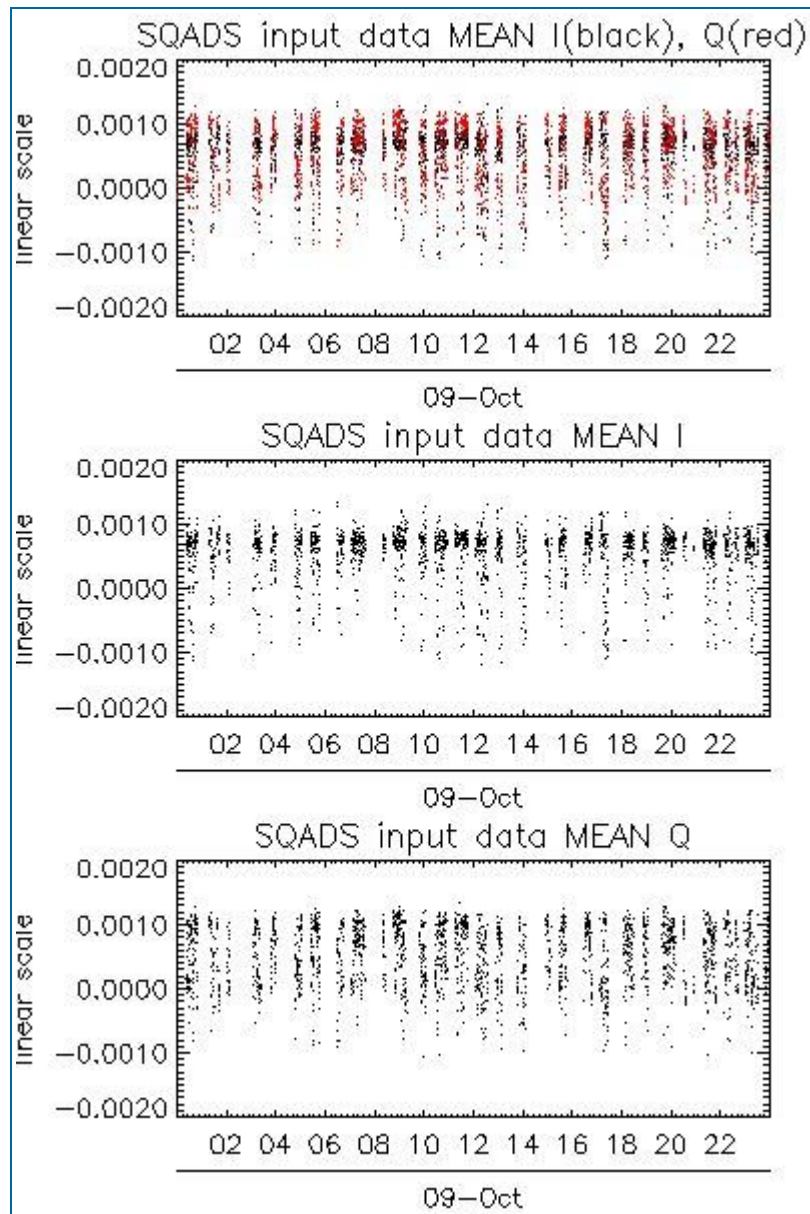 SQADS input data MEAN I(black), Q(red)
0.0020
0.0010
0.0000
−0.0010
−0.0020
linear scale
02 04 06 08 10 12 14 16 18 20 22
09−Oct
SQADS input data MEAN I
0.0020
0.0010
0.0000
−0.0010
−0.0020
linear scale
02 04 06 08 10 12 14 16 18 20 22
09−Oct
SQADS input data MEAN Q
0.0020
0.0010
0.0000
−0.0010
−0.0020
linear scale
02 04 06 08 10 12 14 16 18 20 22
09−Oct